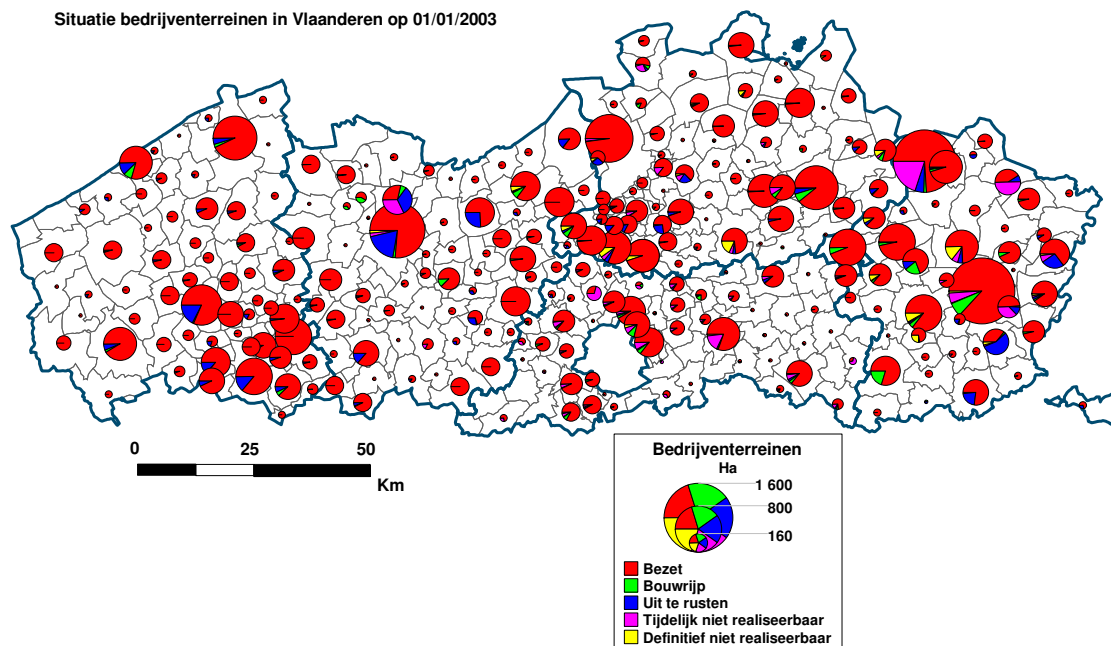 Situatie bedrijventerreinen in Vlaanderen op 01/01/2003
0 25 50
Km
Bedrijventerreinen
Ha
1 600
800
160
Bezet
Bouwrijp
Uit te rusten
Tijdelijk niet realiseerbaar
Definitief niet realiseerbaar